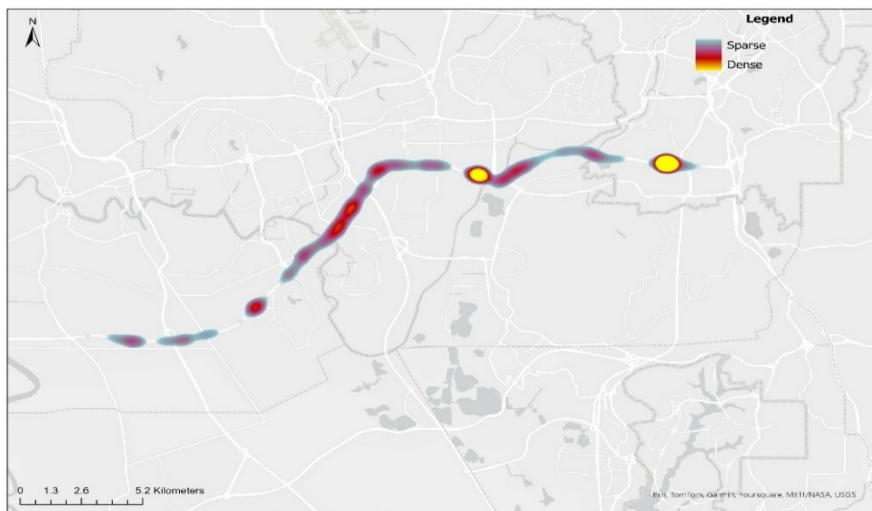 N
Legend
Sparse
Dense
0 1.3 2.6 5.2 Kilometers
Esri, TomTom, Garmin, Foursquare, METI/NASA, USGS